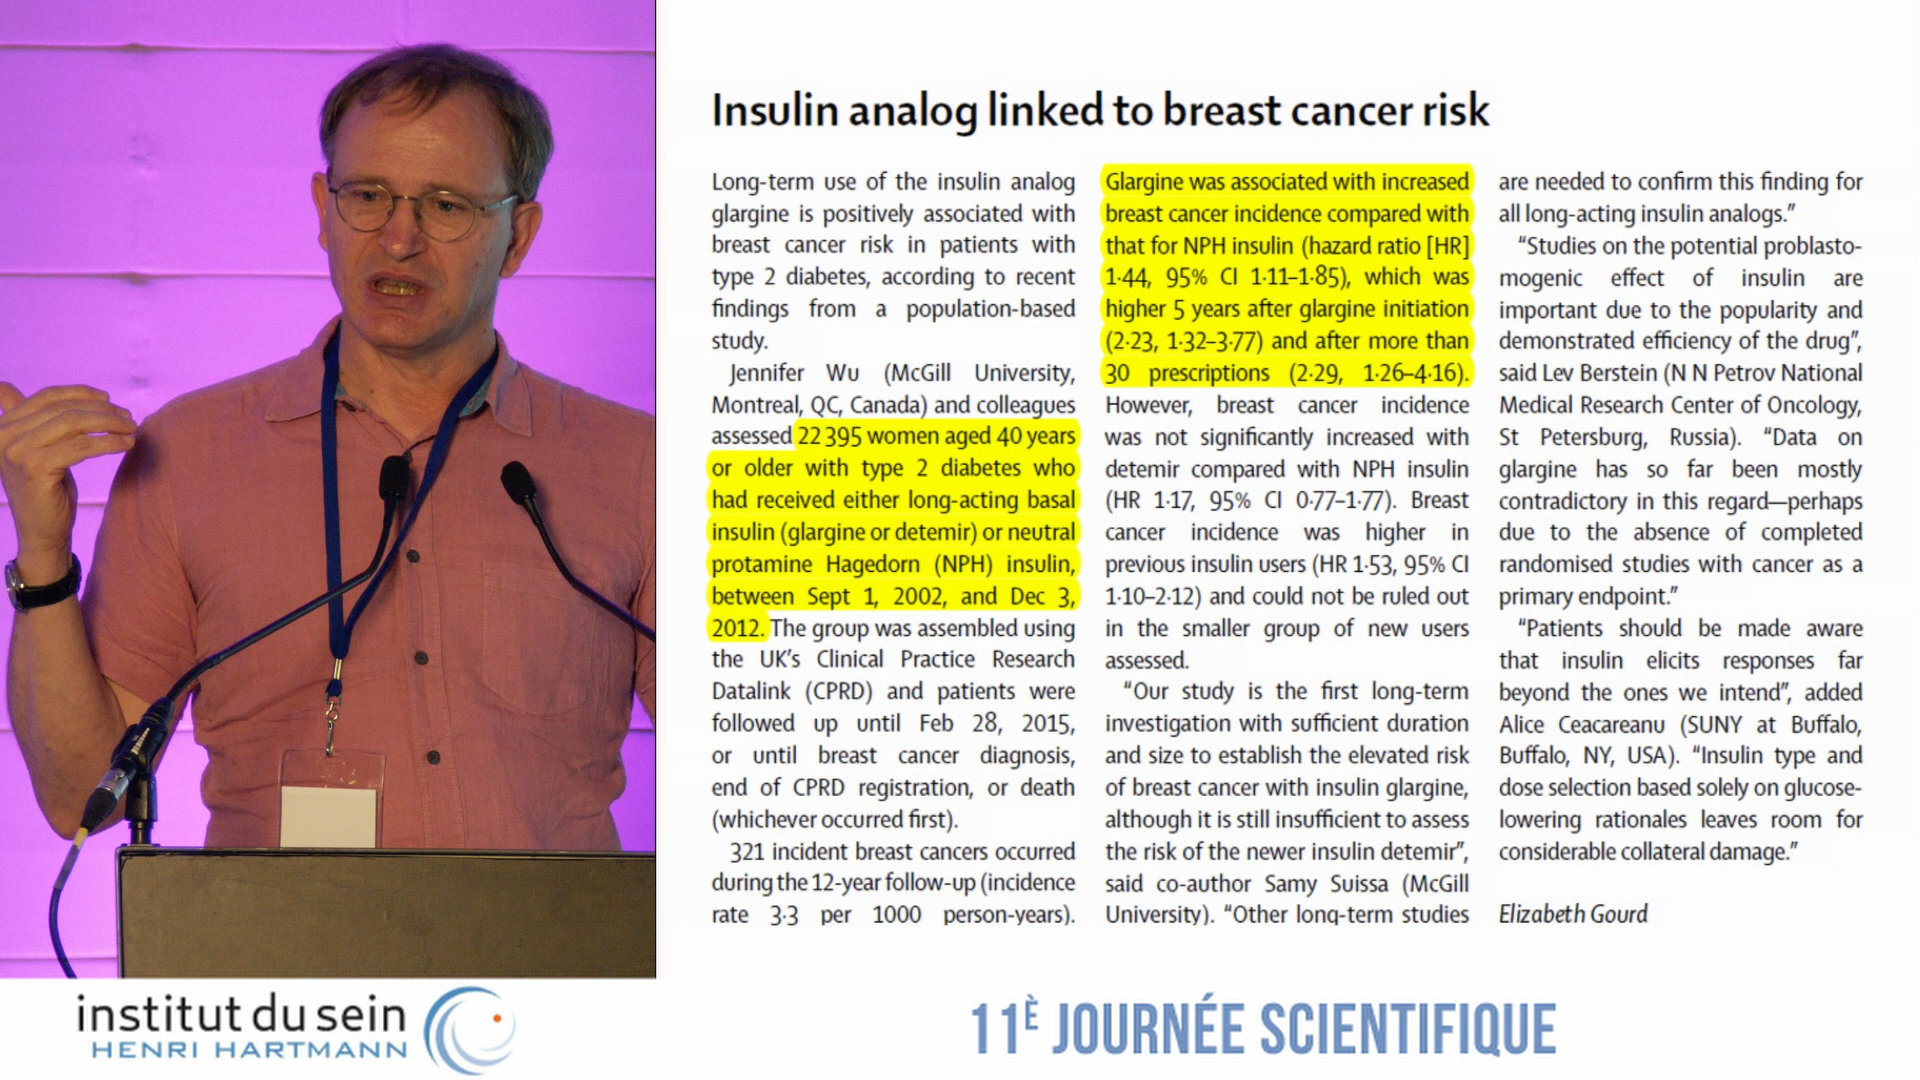 Insulin analog linked to breast cancer risk
Long-term use of the insulin analog
glargine is positively associated with
breast cancer risk in patients with
type 2 diabetes, according to recent
findings from a population-based
study.
Jennifer Wu (McGill University,
Montreal, QC, Canada) and colleagues
assessed 22 395 women aged 40 years
or older with type 2 diabetes who
had received either long-acting basal
insulin (glargine or detemir) or neutral
protamine Hagedorn (NPH) insulin,
between Sept 1, 2002, and Dec 3,
2012. The group was assembled using
the UK's Clinical Practice Research
Datalink (CPRD) and patients were
followed up until Feb 28, 2015,
or until breast cancer diagnosis,
end of CPRD registration, or death
(whichever occurred first).
321 incident breast cancers occurred
during the 12-year follow-up (incidence
rate 3·3 per 1000 person-years).
Glargine was associated with increased
breast cancer incidence compared with
that for NPH insulin (hazard ratio [HR]
1·44, 95% CI 1·11–1·85), which was
higher 5 years after glargine initiation
(2·23, 1·32–3·77) and after more than
30 prescriptions (2·29, 1·26–4·16).
However, breast cancer incidence
was not significantly increased with
detemir compared with NPH insulin
(HR 1·17, 95% CI 0·77–1·77). Breast
cancer incidence was higher in
previous insulin users (HR 1·53, 95% CI
1·10–2·12) and could not be ruled out
in the smaller group of new users
assessed.
“Our study is the first long-term
investigation with sufficient duration
and size to establish the elevated risk
of breast cancer with insulin glargine,
although it is still insufficient to assess
the risk of the newer insulin detemir”,
said co-author Samy Suissa (McGill
University). “Other long-term studies
are needed to confirm this finding for
all long-acting insulin analogs.”
“Studies on the potential problasto-
mogenic effect of insulin are
important due to the popularity and
demonstrated efficiency of the drug”,
said Lev Berstein (N N Petrov National
Medical Research Center of Oncology,
St Petersburg, Russia). “Data on
glargine has so far been mostly
contradictory in this regard—perhaps
due to the absence of completed
randomised studies with cancer as a
primary endpoint.”
“Patients should be made aware
that insulin elicits responses far
beyond the ones we intend”, added
Alice Ceacareanu (SUNY at Buffalo,
Buffalo, NY, USA). “Insulin type and
dose selection based solely on glucose-
lowering rationales leaves room for
considerable collateral damage.”
Elizabeth Gourd
institut du sein
HENRI HARTMANN
11È JOURNÉE SCIENTIFIQUE